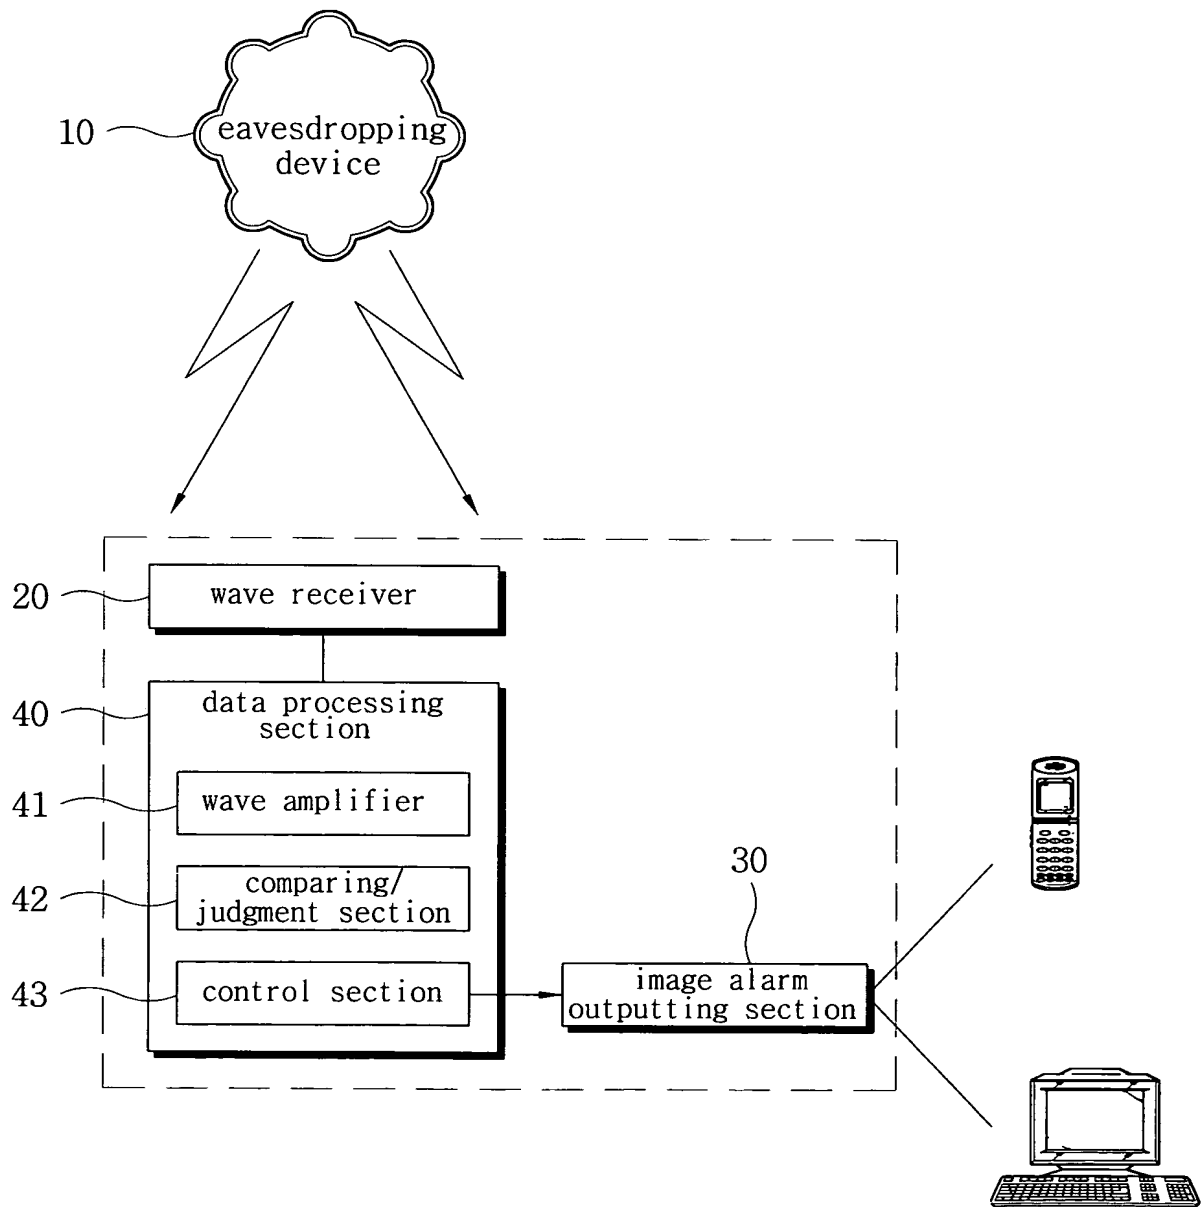 10
eavesdropping
device
20
wave receiver
40
data processing
section
41
wave amplifier
42
comparing/
judgment section
43
control section
30
image alarm
outputting section